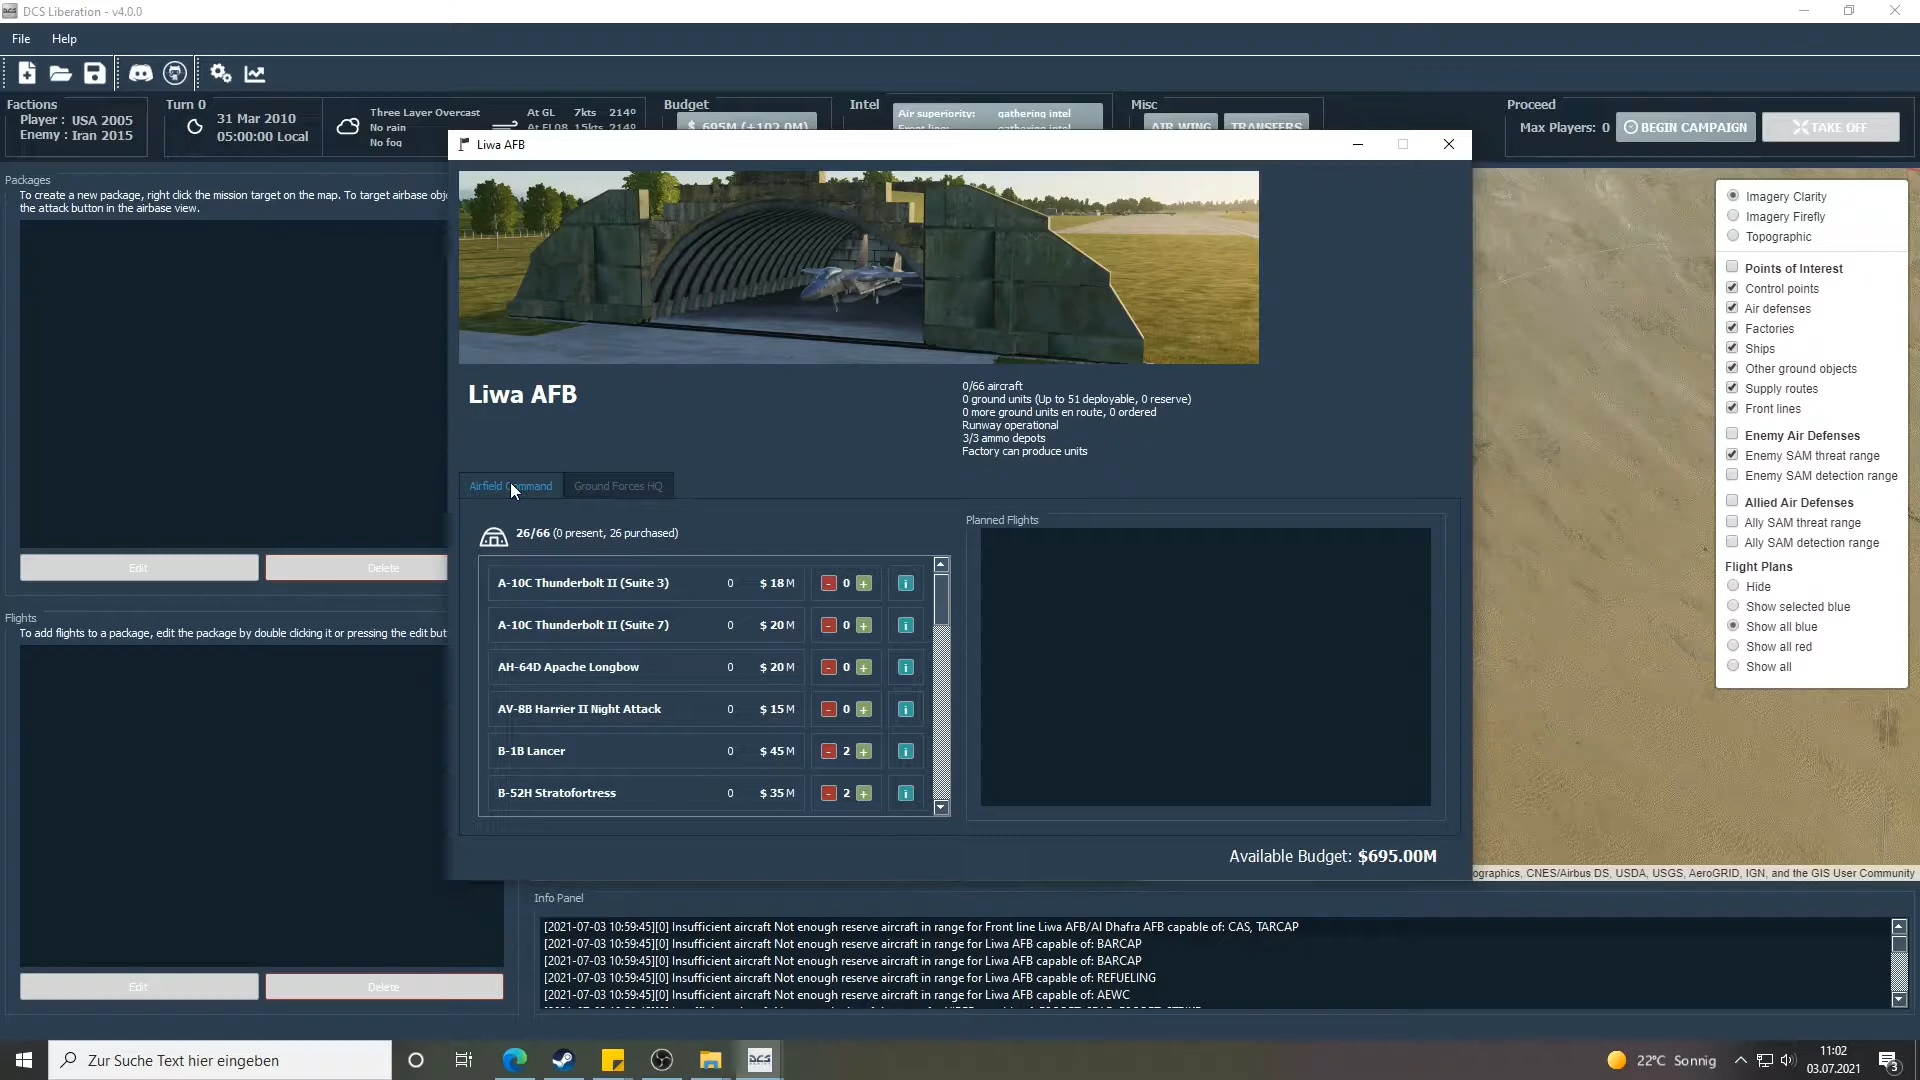 DCS Liberation - v4.0.0
File Help
Factions
Player : USA 2005
Enemy : Iran 2015
Turn 0
31 Mar 2010
05:00:00 Local
Three Layer Overcast
No rain
No fog
At GL 7kts 214º
At FL08 15kts 214º
Budget
$ 695M (+102.0M)
Intel
Air superiority: gathering intel
Front line: gathering intel
Misc
AIR WING TRANSFERS
Proceed
Max Players: 0 BEGIN CAMPAIGN TAKE OFF
Packages
To create a new package, right click the mission target on the map. To target airbase obj
the attack button in the airbase view.
Edit Delete
Flights
To add flights to a package, edit the package by double clicking it or pressing the edit but
Edit Delete
Liwa AFB
Liwa AFB
0/66 aircraft
0 ground units (Up to 51 deployable, 0 reserve)
0 more ground units en route, 0 ordered
Runway operational
3/3 ammo depots
Factory can produce units
Airfield Command Ground Forces HQ
26/66 (0 present, 26 purchased)
A-10C Thunderbolt II (Suite 3) 0 $ 18 M - 0 + i
A-10C Thunderbolt II (Suite 7) 0 $ 20 M - 0 + i
AH-64D Apache Longbow 0 $ 20 M - 0 + i
AV-8B Harrier II Night Attack 0 $ 15 M - 0 + i
B-1B Lancer 0 $ 45 M - 2 + i
B-52H Stratofortress 0 $ 35 M - 2 + i
Planned Flights
Available Budget: $695.00M
Imagery Clarity
Imagery Firefly
Topographic
Points of Interest
Control points
Air defenses
Factories
Ships
Other ground objects
Supply routes
Front lines
Enemy Air Defenses
Enemy SAM threat range
Enemy SAM detection range
Allied Air Defenses
Ally SAM threat range
Ally SAM detection range
Flight Plans
Hide
Show selected blue
Show all blue
Show all red
Show all
ographics, CNES/Airbus DS, USDA, USGS, AeroGRID, IGN, and the GIS User Community
Info Panel
[2021-07-03 10:59:45][0] Insufficient aircraft Not enough reserve aircraft in range for Front line Liwa AFB/Al Dhafra AFB capable of: CAS, TARCAP
[2021-07-03 10:59:45][0] Insufficient aircraft Not enough reserve aircraft in range for Liwa AFB capable of: BARCAP
[2021-07-03 10:59:45][0] Insufficient aircraft Not enough reserve aircraft in range for Liwa AFB capable of: BARCAP
[2021-07-03 10:59:45][0] Insufficient aircraft Not enough reserve aircraft in range for Liwa AFB capable of: REFUELING
[2021-07-03 10:59:45][0] Insufficient aircraft Not enough reserve aircraft in range for Liwa AFB capable of: AEWC
Zur Suche Text hier eingeben
DCS
22°C Sonnig
11:02
03.07.2021
3